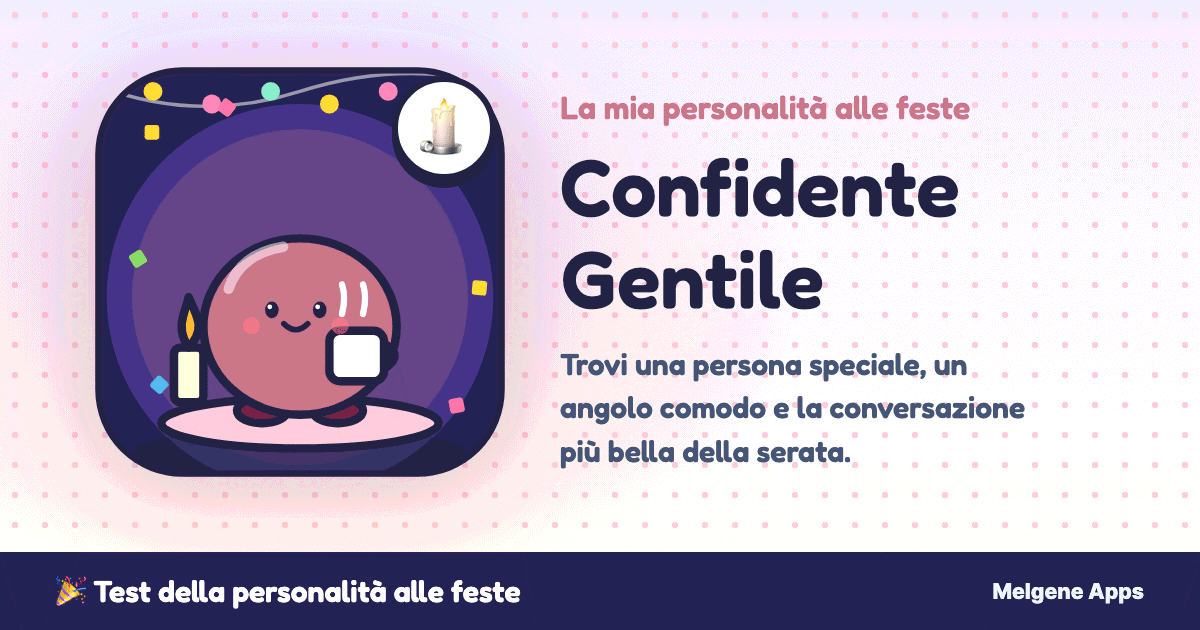 La mia personalità alle feste
Confidente
Gentile
Trovi una persona speciale, un
angolo comodo e la conversazione
più bella della serata.
🎉 Test della personalità alle feste
Melgene Apps